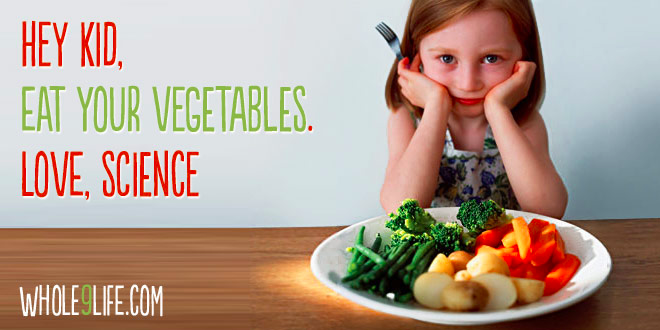 HEY KID,
EAT YOUR VEGETABLES.
LOVE, SCIENCE
WHOLE9LIFE.COM